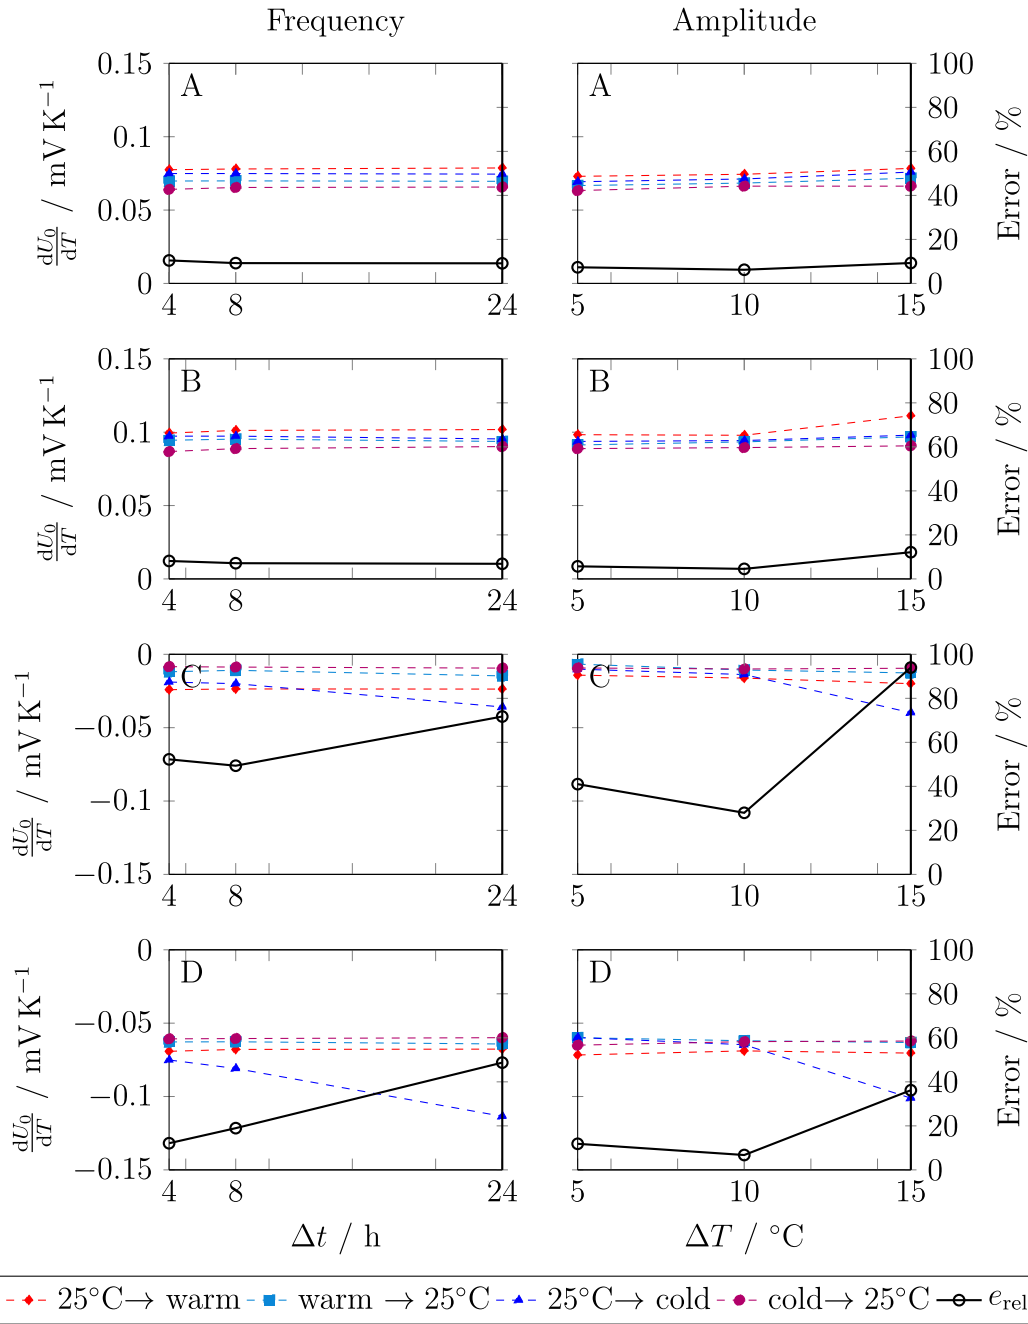 Frequency Amplitude
0.15 A A 100
80
0.1 60
0.05 40
20
0 0
4 8 24 5 10 15
dU0/dT / mV K−1 Error / %
0.15 B B 100
80
0.1 60
0.05 40
20
0 0
4 8 24 5 10 15
dU0/dT / mV K−1 Error / %
0 C C 100
80
−0.05 60
−0.1 40
20
−0.15 0
4 8 24 5 10 15
dU0/dT / mV K−1 Error / %
0 D D 100
80
−0.05 60
−0.1 40
20
−0.15 0
4 8 24 5 10 15
dU0/dT / mV K−1 Error / %
Δt / h ΔT / °C
25°C→ warm warm → 25°C 25°C→ cold cold→ 25°C erel